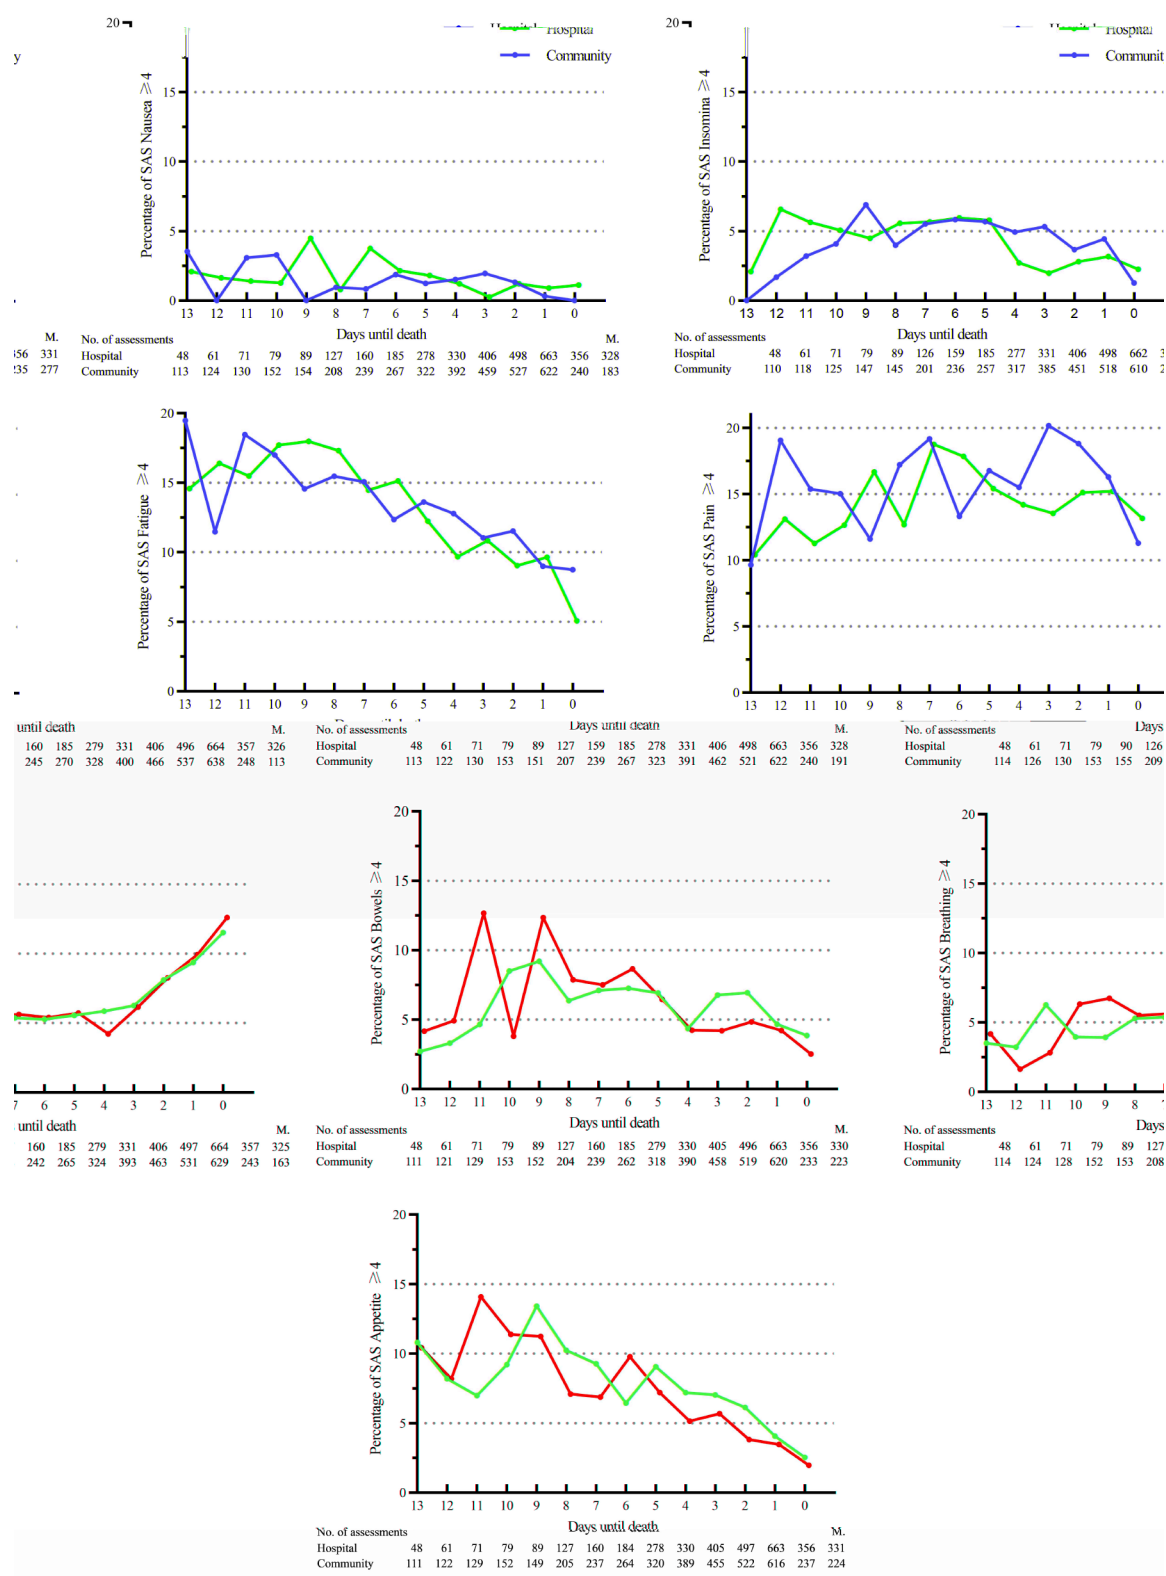 20
Hospital
Community
Percentage of SAS Nausea ≥4
15
10
5
0
13 12 11 10 9 8 7 6 5 4 3 2 1 0
Days until death
No. of assessments M.
Hospital 48 61 71 79 89 127 160 185 278 330 406 498 663 356 328
Community 113 124 130 152 154 208 239 267 322 392 459 527 622 240 183
y
M.
356 331
235 277
20
Hospital
Communit
Percentage of SAS Insomina ≥4
15
10
5
0
13 12 11 10 9 8 7 6 5 4 3 2 1 0
Days until death
No. of assessments
Hospital 48 61 71 79 89 126 159 185 277 331 406 498 662 3
Community 110 118 125 147 145 201 236 257 317 385 451 518 610 2
Percentage of SAS Fatigue ≥4
20
15
10
5
0
13 12 11 10 9 8 7 6 5 4 3 2 1 0
Percentage of SAS Pain ≥4
20
15
10
5
0
13 12 11 10 9 8 7 6 5 4 3 2 1 0
until death M.
160 185 279 331 406 496 664 357 326
245 270 328 400 466 537 638 248 113
Days until death
No. of assessments M.
Hospital 48 61 71 79 89 127 159 185 278 331 406 498 663 356 328
Community 113 122 130 153 151 207 239 267 323 391 462 521 622 240 191
Days
No. of assessments
Hospital 48 61 71 79 90 126
Community 114 126 130 153 155 209
7 6 5 4 3 2 1 0
until death M.
160 185 279 331 406 497 664 357 325
242 265 324 393 463 531 629 243 163
Percentage of SAS Bowels ≥4
20
15
10
5
0
13 12 11 10 9 8 7 6 5 4 3 2 1 0
Days until death
No. of assessments M.
Hospital 48 61 71 79 89 127 160 185 279 330 405 496 663 356 330
Community 111 121 129 153 152 204 239 262 318 390 458 519 620 233 223
Percentage of SAS Breathing ≥4
20
15
10
5
0
13 12 11 10 9 8 7
Days
No. of assessments
Hospital 48 61 71 79 89 127
Community 114 124 128 152 153 208
Percentage of SAS Appetite ≥4
20
15
10
5
0
13 12 11 10 9 8 7 6 5 4 3 2 1 0
Days until death
No. of assessments M.
Hospital 48 61 71 79 89 127 160 184 278 330 405 497 663 356 331
Community 111 122 129 152 149 205 237 264 320 389 455 522 616 237 224